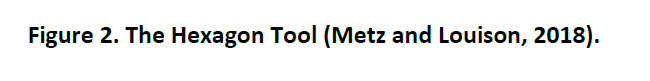 Figure 2. The Hexagon Tool (Metz and Louison, 2018).